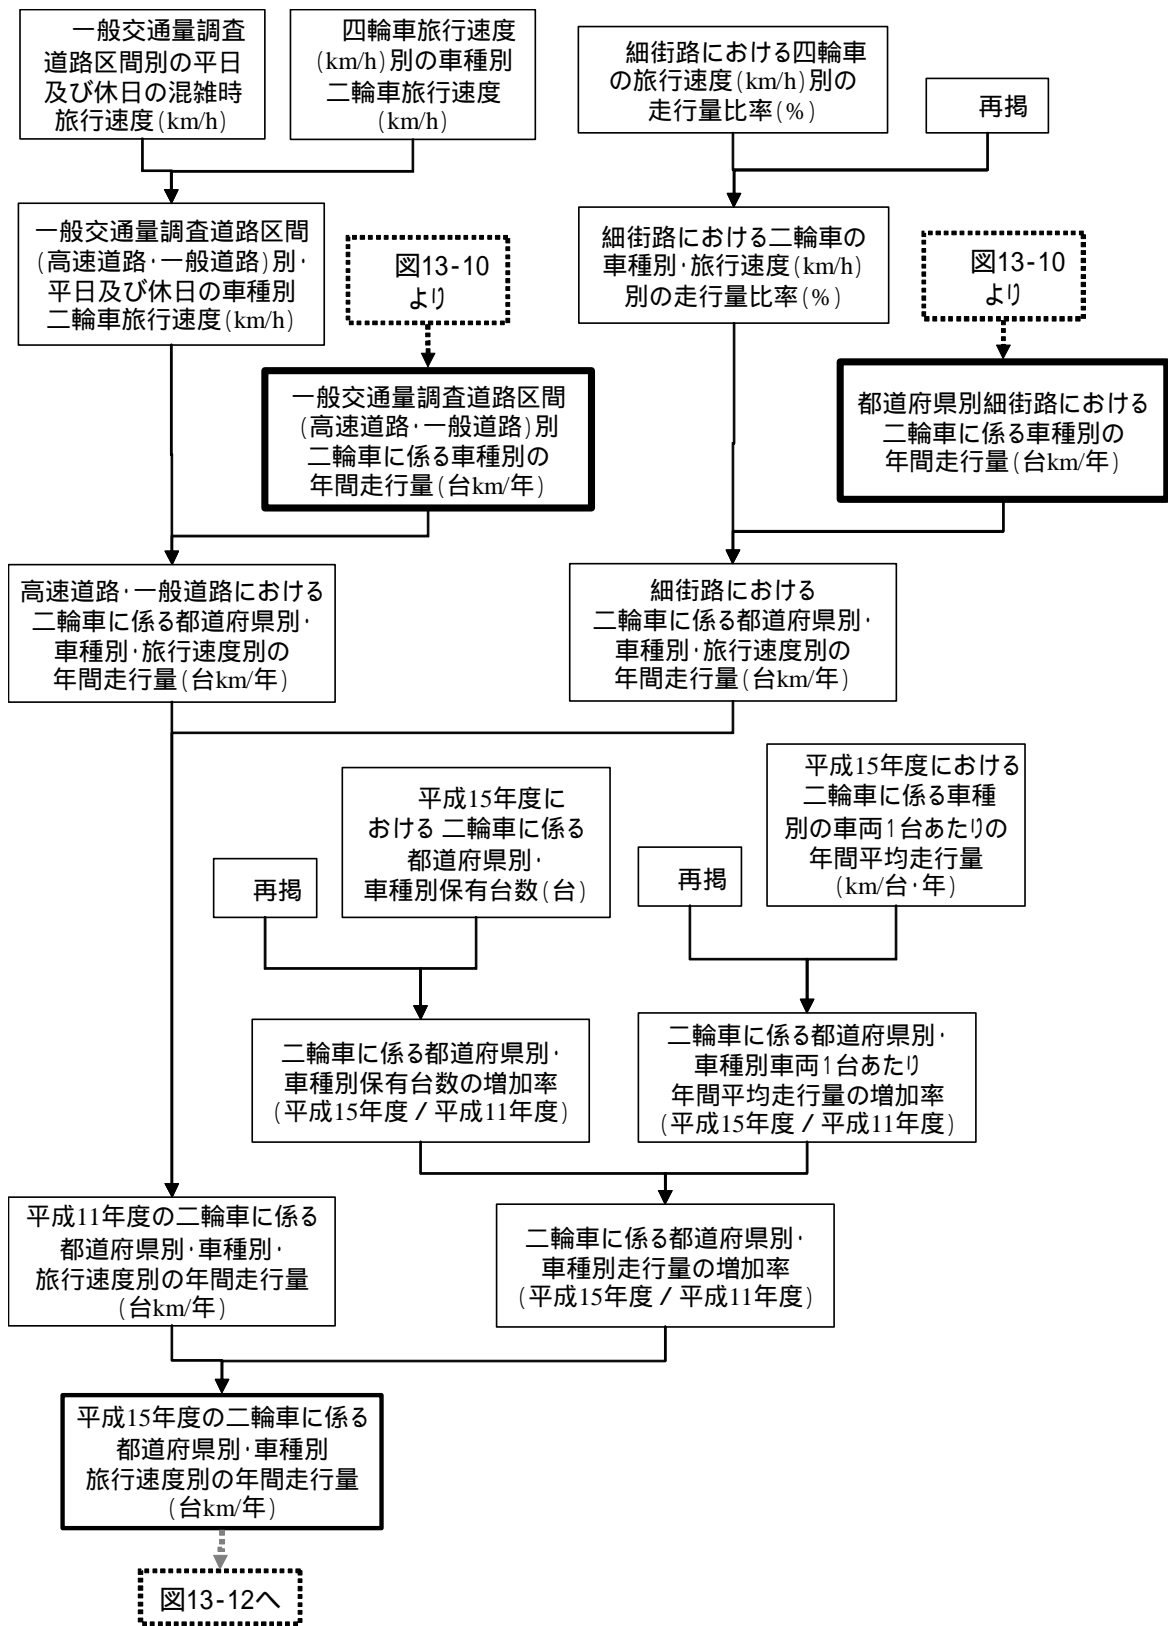 一般交通量調査
道路区間別の平日
及び休日の混雑時
旅行速度(km/h)
四輪車旅行速度
(km/h)別の車種別
二輪車旅行速度
(km/h)
細街路における四輪車
の旅行速度(km/h)別の
走行量比率(%)
再掲
一般交通量調査道路区間
(高速道路・一般道路)別・
平日及び休日の車種別
二輪車旅行速度(km/h)
図13-10
より
細街路における二輪車の
車種別・旅行速度(km/h)
別の走行量比率(%)
図13-10
より
一般交通量調査道路区間
(高速道路・一般道路)別
二輪車に係る車種別の
年間走行量(台km/年)
都道府県別細街路における
二輪車に係る車種別の
年間走行量(台km/年)
高速道路・一般道路における
二輪車に係る都道府県別・
車種別・旅行速度別の
年間走行量(台km/年)
細街路における
二輪車に係る都道府県別・
車種別・旅行速度別の
年間走行量(台km/年)
再掲
平成15年度に
おける二輪車に係る
都道府県別・
車種別保有台数(台)
再掲
平成15年度における
二輪車に係る車種
別の車両1台あたりの
年間平均走行量
(km/台・年)
二輪車に係る都道府県別・
車種別保有台数の増加率
(平成15年度/平成11年度)
二輪車に係る都道府県別・
車種別車両1台あたり
年間平均走行量の増加率
(平成15年度/平成11年度)
平成11年度の二輪車に係る
都道府県別・車種別・
旅行速度別の年間走行量
(台km/年)
二輪車に係る都道府県別・
車種別走行量の増加率
(平成15年度/平成11年度)
平成15年度の二輪車に係る
都道府県別・車種別
旅行速度別の年間走行量
(台km/年)
図13-12へ